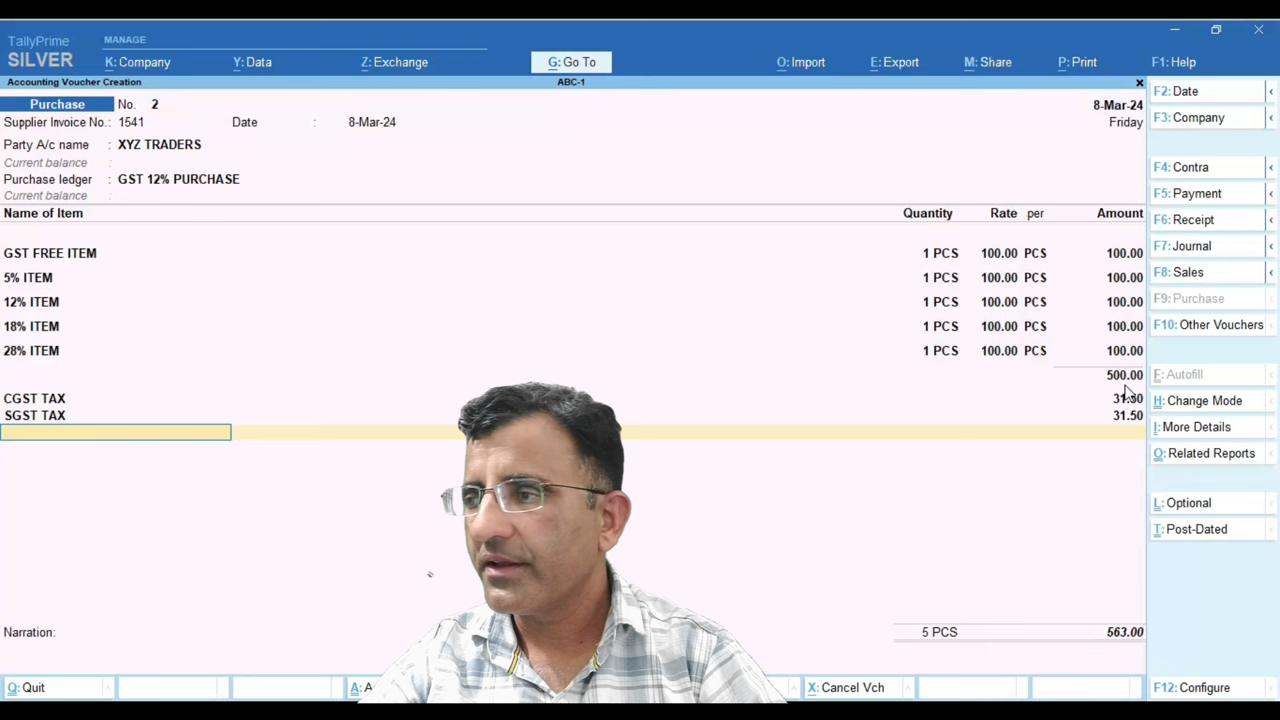 TallyPrime
SILVER
MANAGE
K: Company
Y: Data
Z: Exchange
G: Go To
O: Import
E: Export
M: Share
P: Print
F1: Help
Accounting Voucher Creation
ABC-1
Purchase No. 2
8-Mar-24
Supplier Invoice No.: 1541 Date : 8-Mar-24
Friday
Party A/c name : XYZ TRADERS
Current balance :
Purchase ledger : GST 12% PURCHASE
Current balance :
Name of Item Quantity Rate per Amount
GST FREE ITEM 1 PCS 100.00 PCS 100.00
5% ITEM 1 PCS 100.00 PCS 100.00
12% ITEM 1 PCS 100.00 PCS 100.00
18% ITEM 1 PCS 100.00 PCS 100.00
28% ITEM 1 PCS 100.00 PCS 100.00
500.00
CGST TAX 31.50
SGST TAX 31.50
Narration: 5 PCS 563.00
Q: Quit
X: Cancel Vch
F2: Date
F3: Company
F4: Contra
F5: Payment
F6: Receipt
F7: Journal
F8: Sales
F9: Purchase
F10: Other Vouchers
F: Autofill
H: Change Mode
I: More Details
O: Related Reports
L: Optional
T: Post-Dated
F12: Configure